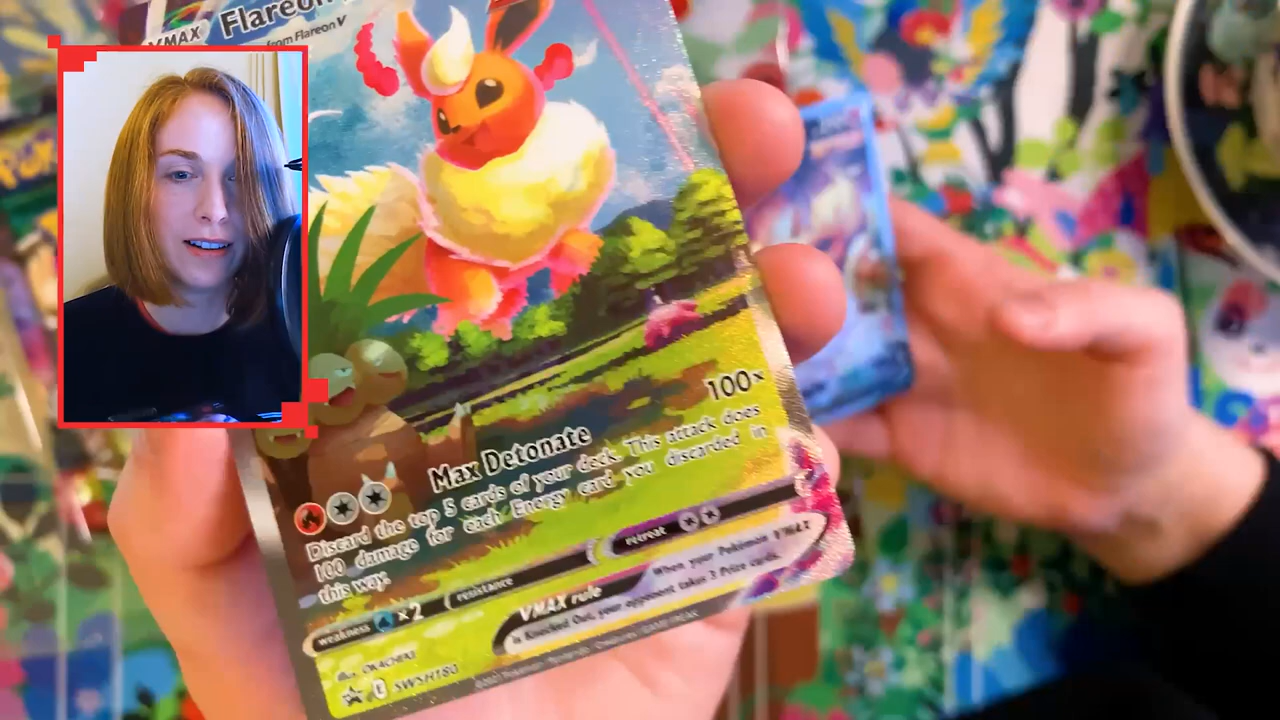 VMAX Flareon
from Flareon V
100×
Max Detonate
Discard the top 5 cards of your deck. This attack does
100 damage for each Energy card you discarded in
this way.
weakness ×2 resistance retreat
VMAX rule When your Pokémon VMAX
is Knocked Out, your opponent takes 3 Prize cards.
Illus. OKACHEKE
E SWSH180